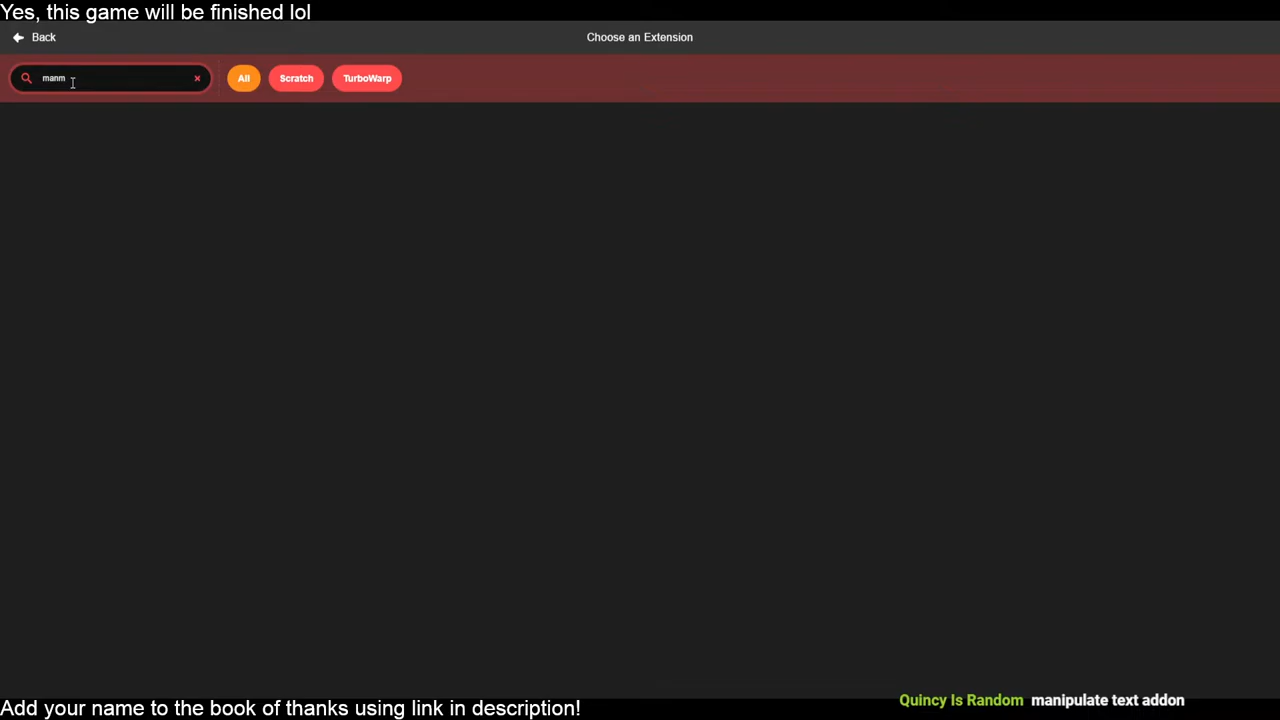 Yes, this game will be finished lol
Back
Choose an Extension
manm
All
Scratch
TurboWarp
Quincy Is Random manipulate text addon
Add your name to the book of thanks using link in description!